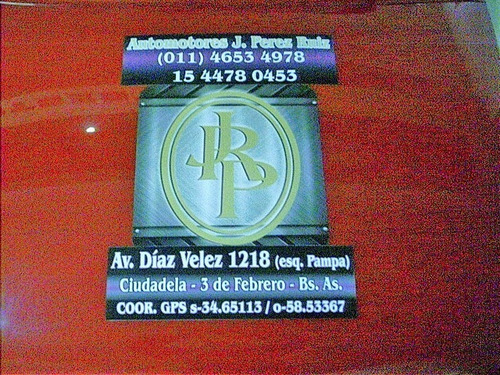 Automotores J. Perez Ruiz
(011) 4653 4978
15 4478 0453
JRP
Av. Díaz Velez 1218 (esq. Pampa)
Ciudadela - 3 de Febrero - Bs. As.
COOR. GPS s-34.65113 / o-58.53367